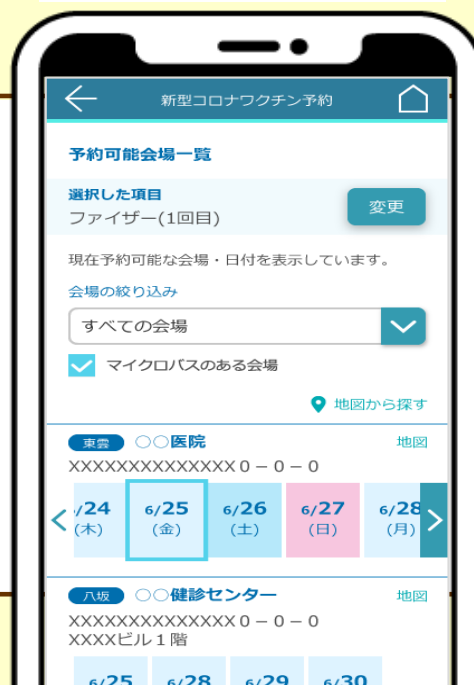 新型コロナワクチン予約
予約可能会場一覧
選択した項目
ファイザー(1回目)
変更
現在予約可能な会場・日付を表示しています。
会場の絞り込み
すべての会場
マイクロバスのある会場
地図から探す
東雲 〇〇医院 地図
XXXXXXXXXXXXXX0－0－0
6/24 6/25 6/26 6/27 6/28
(木) (金) (土) (日) (月)
八坂 〇〇健診センター 地図
XXXXXXXXXXXXXX0－0－0
XXXXビル1階
6/25 6/28 6/29 6/30